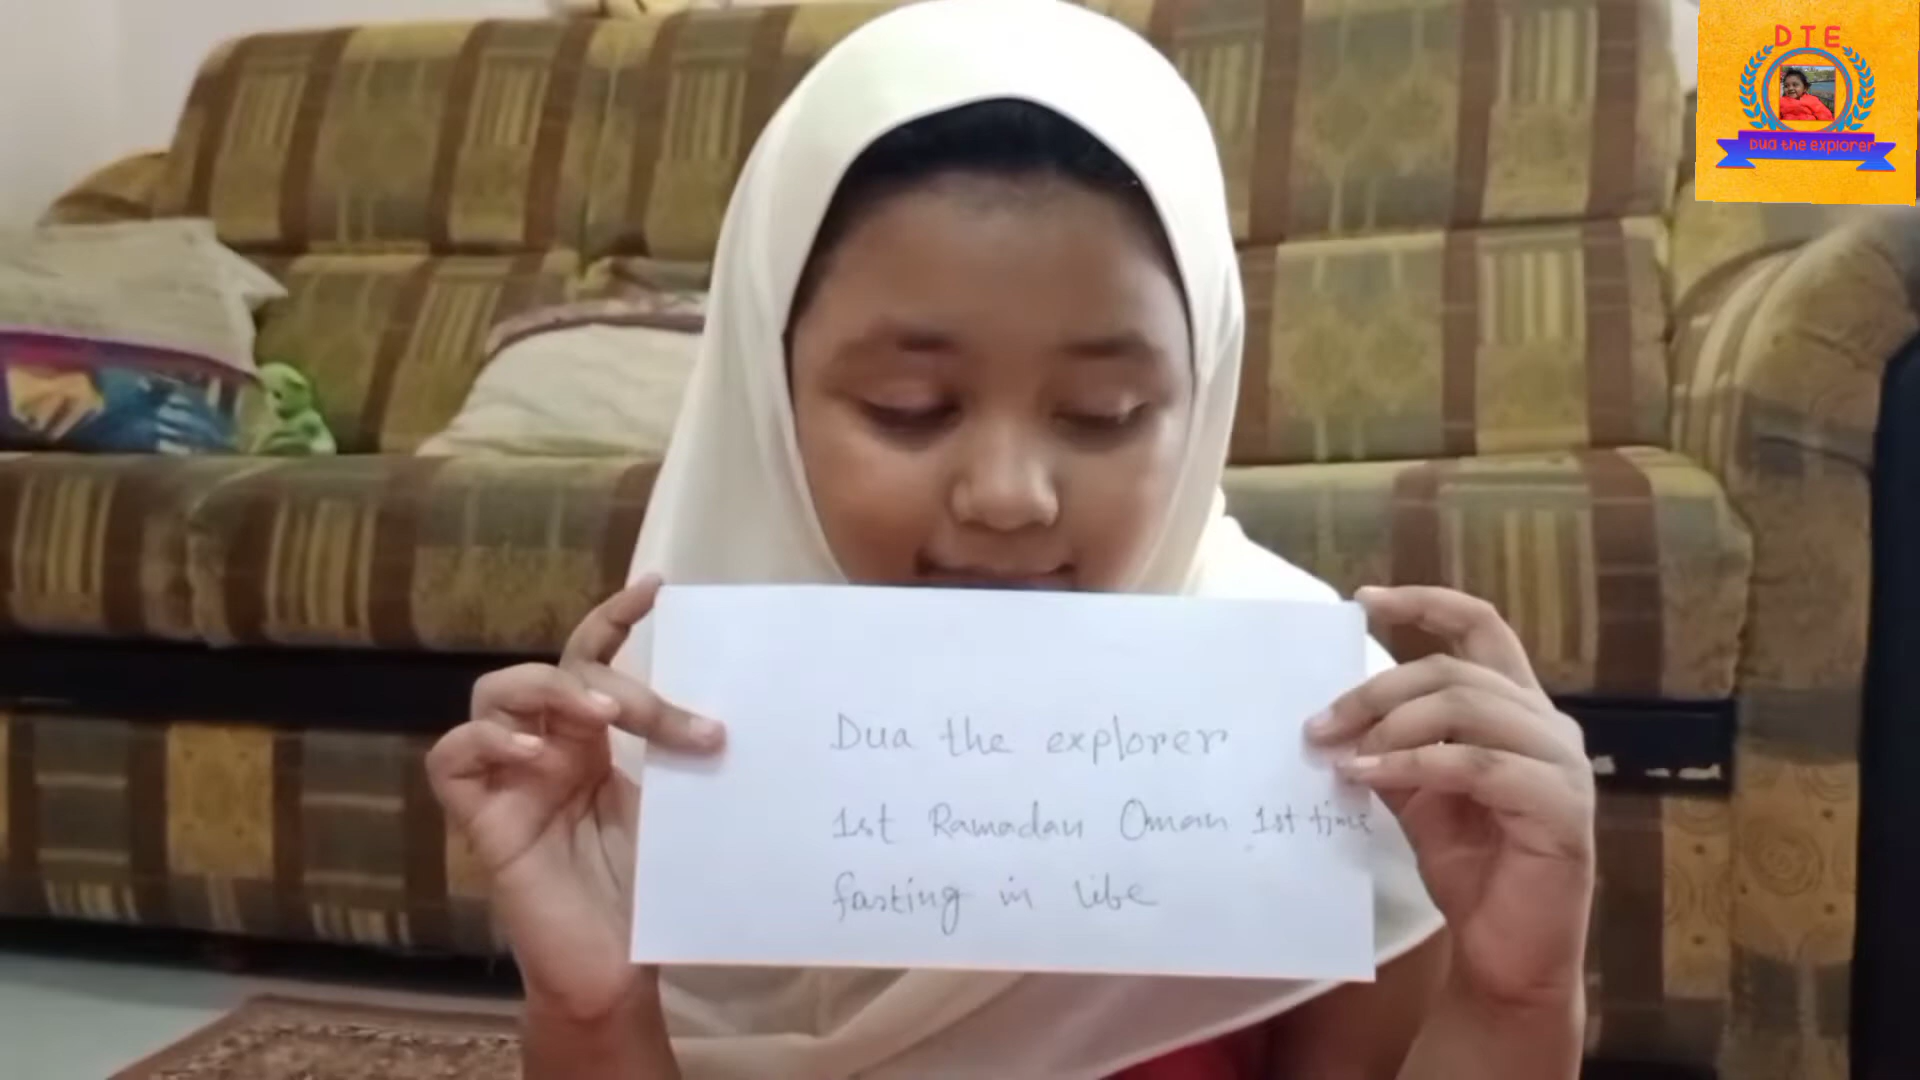 DTE
Dua the explorer
Dua the explorer
1st Ramadan Oman 1st time
fasting in libe